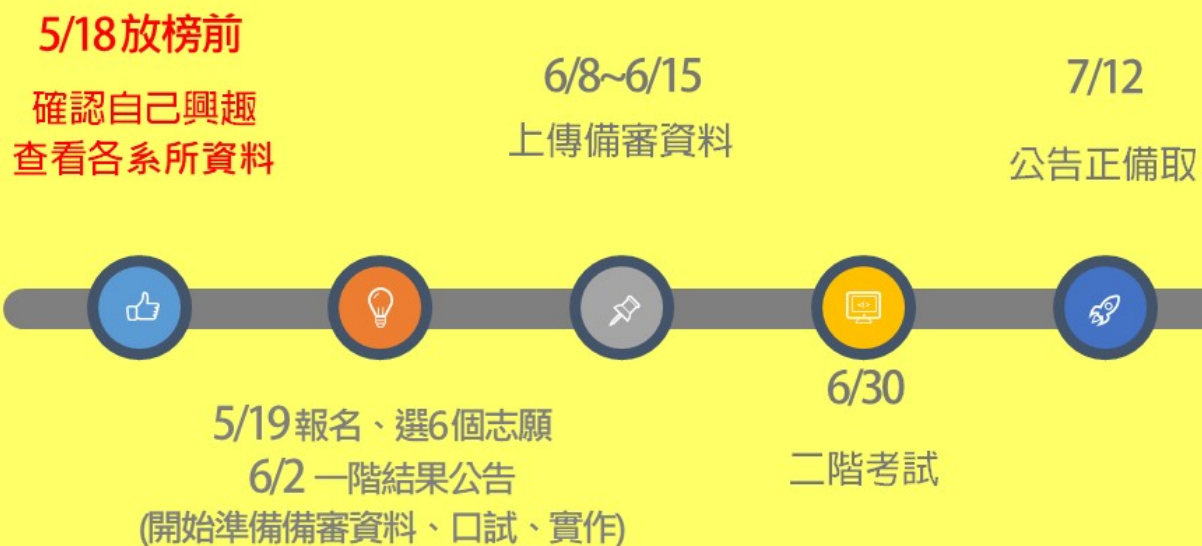 5/18放榜前
確認自己興趣
查看各系所資料
5/19報名、選6個志願
6/2 一階結果公告
(開始準備備審資料、口試、實作)
6/8~6/15
上傳備審資料
6/30
二階考試
7/12
公告正備取